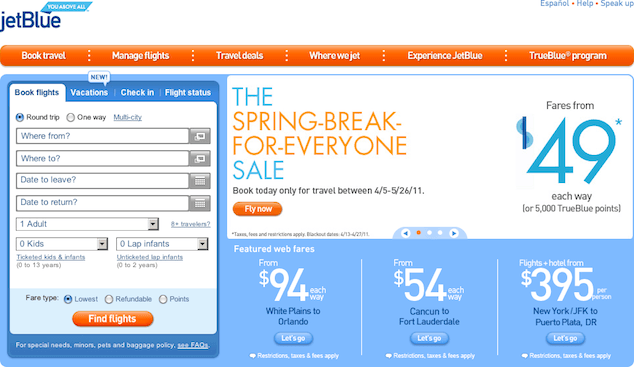 YOU ABOVE ALL
jetBlue
Español • Help • Speak up
Book travel
Manage flights
Travel deals
Where we jet
Experience JetBlue
TrueBlue® program
NEW!
Book flights
Vacations
Check in
Flight status
Round trip
One way
Multi-city
Where from?
Where to?
Date to leave?
Date to return?
1 Adult
8+ travelers?
0 Kids
0 Lap infants
Ticketed kids & infants
(0 to 13 years)
Unticketed lap infants
(0 to 2 years)
Fare type:
Lowest
Refundable
Points
Find flights
For special needs, minors, pets and baggage policy, see FAQs.
THE
SPRING-BREAK-
FOR-EVERYONE
SALE
Book today only for travel between 4/5-5/26/11.
Fly now
*Taxes, fees and restrictions apply. Blackout dates: 4/13-4/27/11.
Fares from
$49*
each way
(or 5,000 TrueBlue points)
Featured web fares
From
$94 each way
White Plains to
Orlando
Let's go
Restrictions, taxes & fees apply
From
$54 each way
Cancun to
Fort Lauderdale
Let's go
Restrictions, taxes & fees apply
Flights + hotel from
$395 per person
New York/JFK to
Puerto Plata, DR
Let's go
Restrictions, taxes & fees apply